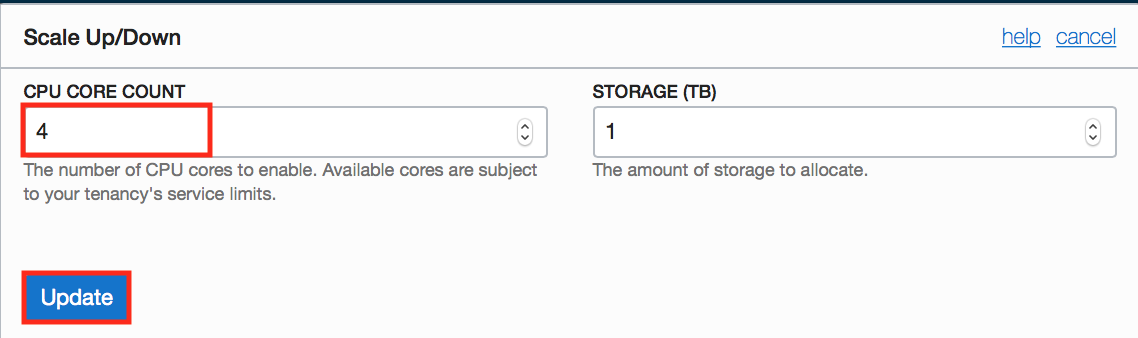 Scale Up/Down
help cancel
CPU CORE COUNT
4
The number of CPU cores to enable. Available cores are subject
to your tenancy's service limits.
STORAGE (TB)
1
The amount of storage to allocate.
Update